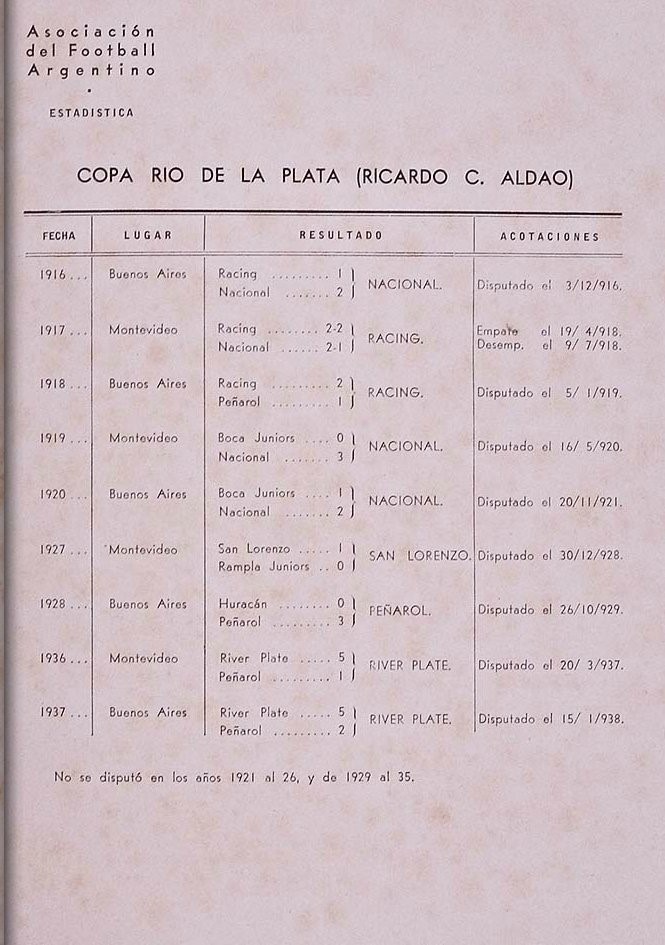 Asociación
del Football
Argentino
•
ESTADISTICA
COPA RIO DE LA PLATA (RICARDO C. ALDAO)
FECHA LUGAR RESULTADO ACOTACIONES
1916 ... Buenos Aires Racing ......... 1 } NACIONAL. Disputado el 3/12/916.
Nacional ....... 2
1917 ... Montevideo Racing ........ 2-2 } RACING. Empate el 19/ 4/918.
Nacional ...... 2-1 Desemp. el 9/ 7/918.
1918 ... Buenos Aires Racing ......... 2 } RACING. Disputado el 5/ 1/919.
Peñarol ......... 1
1919 ... Montevideo Boca Juniors .... 0 } NACIONAL. Disputado el 16/ 5/920.
Nacional ....... 3
1920 ... Buenos Aires Boca Juniors .... 1 } NACIONAL. Disputado el 20/11/921.
Nacional ....... 2
1927 ... Montevideo San Lorenzo ..... 1 } SAN LORENZO. Disputado el 30/12/928.
Rampla Juniors .. 0
1928 ... Buenos Aires Huracán ........ 0 } PEÑAROL. Disputado el 26/10/929.
Peñarol ......... 3
1936 ... Montevideo River Plate ..... 5 } RIVER PLATE. Disputado el 20/ 3/937.
Peñarol ......... 1
1937 ... Buenos Aires River Plate ..... 5 } RIVER PLATE. Disputado el 15/ 1/938.
Peñarol ......... 2
No se disputó en los años 1921 al 26, y de 1929 al 35.